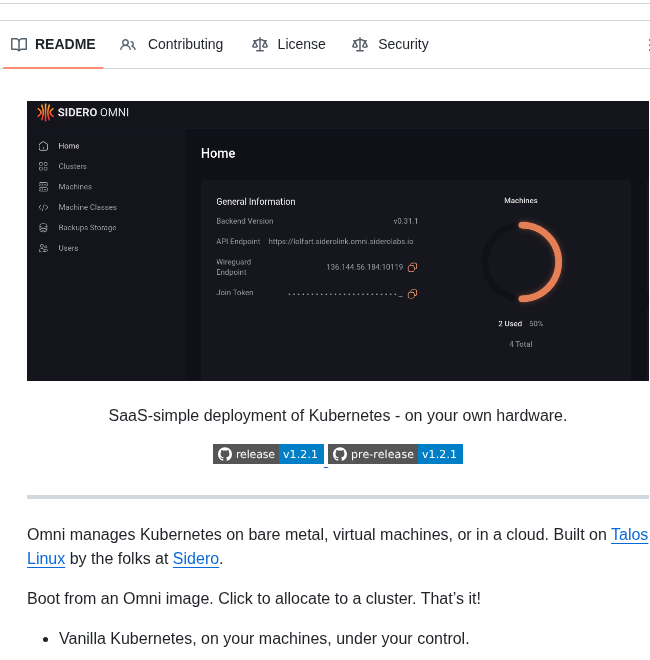 README Contributing License Security
SIDERO OMNI
Home
Clusters
Machines
Machine Classes
Backups Storage
Users
Home
General Information
Backend Version v0.31.1
API Endpoint https://lolfart.siderolink.omni.siderolabs.io
Wireguard Endpoint 136.144.56.184:10119
Join Token
Machines
2 Used 50%
4 Total
SaaS-simple deployment of Kubernetes - on your own hardware.
release v1.2.1 pre-release v1.2.1
Omni manages Kubernetes on bare metal, virtual machines, or in a cloud. Built on Talos
Linux by the folks at Sidero.
Boot from an Omni image. Click to allocate to a cluster. That’s it!
• Vanilla Kubernetes, on your machines, under your control.